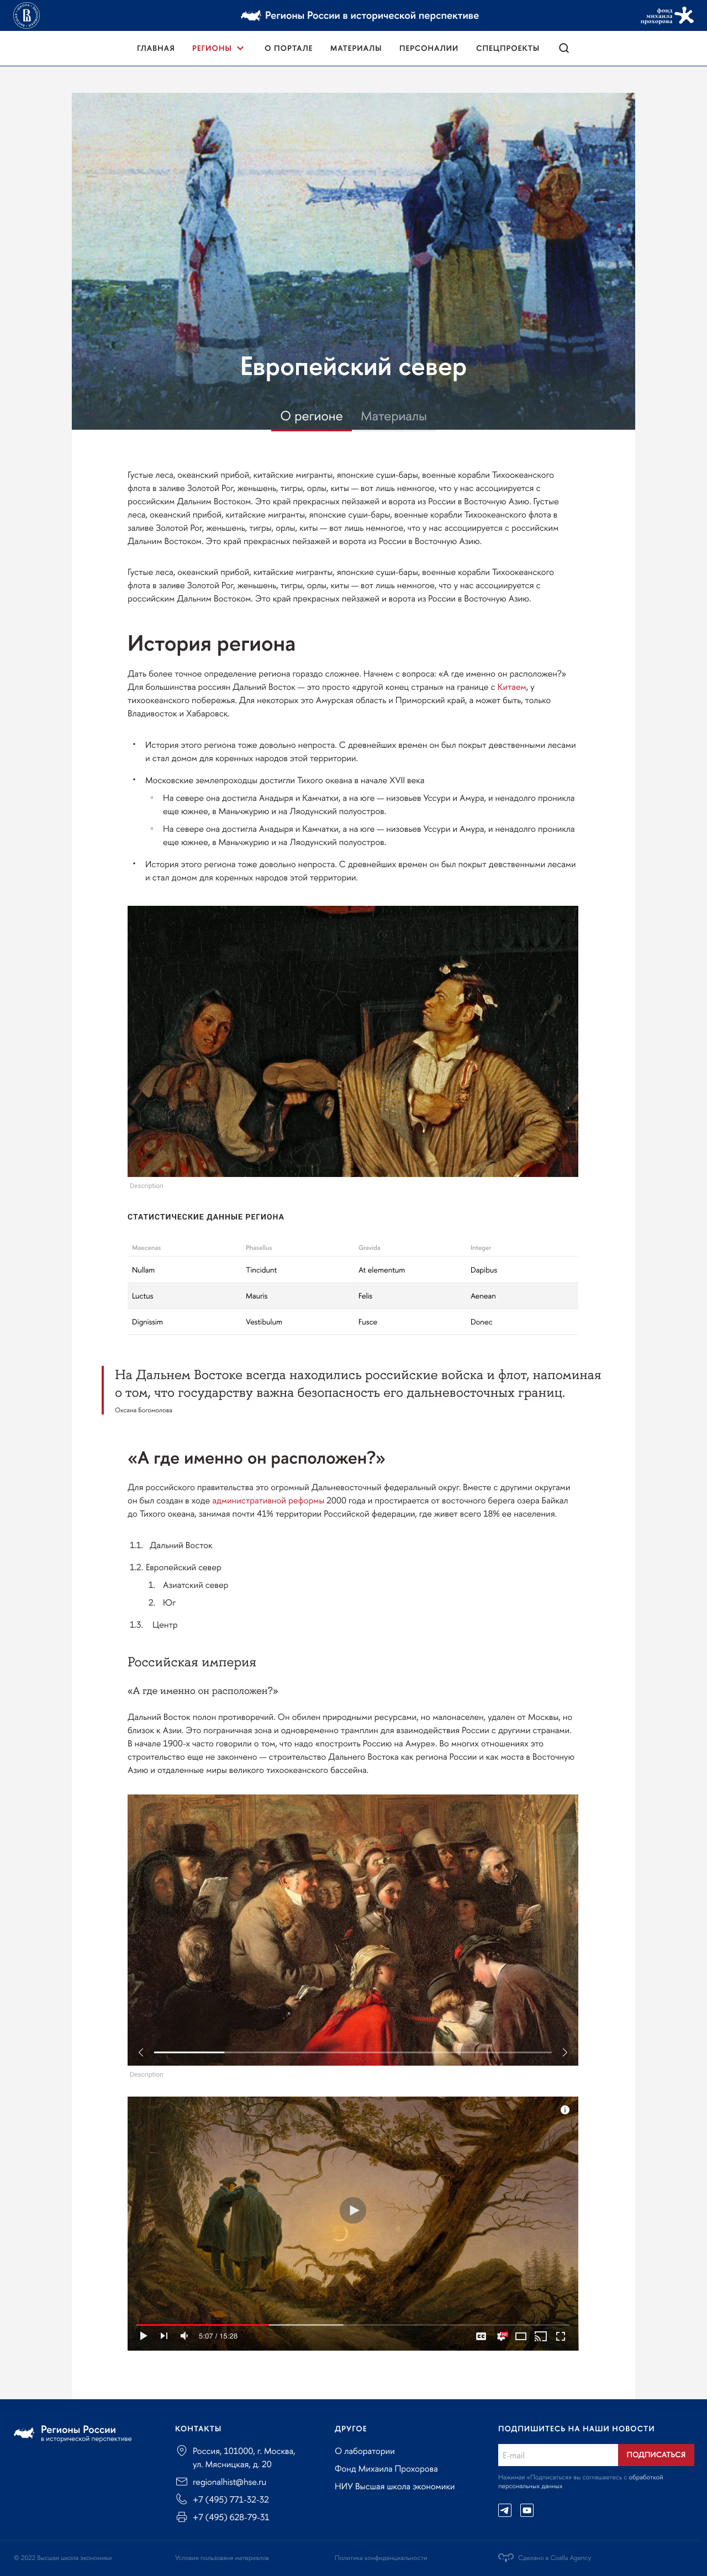 Регионы России в исторической перспективе
фонд
михаила
прохорова
ГЛАВНАЯ
РЕГИОНЫ
О ПОРТАЛЕ
МАТЕРИАЛЫ
ПЕРСОНАЛИИ
СПЕЦПРОЕКТЫ
Европейский север
О регионе
Материалы
Густые леса, океанский прибой, китайские мигранты, японские суши-бары, военные корабли Тихоокеанского
флота в заливе Золотой Рог, женьшень, тигры, орлы, киты — вот лишь немногое, что у нас ассоциируется с
российским Дальним Востоком. Это край прекрасных пейзажей и ворота из России в Восточную Азию. Густые
леса, океанский прибой, китайские мигранты, японские суши-бары, военные корабли Тихоокеанского флота в
заливе Золотой Рог, женьшень, тигры, орлы, киты — вот лишь немногое, что у нас ассоциируется с российским
Дальним Востоком. Это край прекрасных пейзажей и ворота из России в Восточную Азию.
Густые леса, океанский прибой, китайские мигранты, японские суши-бары, военные корабли Тихоокеанского
флота в заливе Золотой Рог, женьшень, тигры, орлы, киты — вот лишь немногое, что у нас ассоциируется с
российским Дальним Востоком. Это край прекрасных пейзажей и ворота из России в Восточную Азию.
История региона
Дать более точное определение региона гораздо сложнее. Начнем с вопроса: «А где именно он расположен?»
Для большинства россиян Дальний Восток — это просто «другой конец страны» на границе с Китаем, у
тихоокеанского побережья. Для некоторых это Амурская область и Приморский край, а может быть, только
Владивосток и Хабаровск.
• История этого региона тоже довольно непроста. С древнейших времен он был покрыт девственными лесами
и стал домом для коренных народов этой территории.
• Московские землепроходцы достигли Тихого океана в начале XVII века
На севере она достигла Анадыря и Камчатки, а на юге — низовьев Уссури и Амура, и ненадолго проникла
еще южнее, в Маньчжурию и на Ляодунский полуостров.
На севере она достигла Анадыря и Камчатки, а на юге — низовьев Уссури и Амура, и ненадолго проникла
еще южнее, в Маньчжурию и на Ляодунский полуостров.
• История этого региона тоже довольно непроста. С древнейших времен он был покрыт девственными лесами
и стал домом для коренных народов этой территории.
Description
СТАТИСТИЧЕСКИЕ ДАННЫЕ РЕГИОНА
Maecenas Phasellus Gravida Integer
Nullam Tincidunt At elementum Dapibus
Luctus Mauris Felis Aenean
Dignissim Vestibulum Fusce Donec
На Дальнем Востоке всегда находились российские войска и флот, напоминая
о том, что государству важна безопасность его дальневосточных границ.
Оксана Богомолова
«А где именно он расположен?»
Для российского правительства это огромный Дальневосточный федеральный округ. Вместе с другими округами
он был создан в ходе административной реформы 2000 года и простирается от восточного берега озера Байкал
до Тихого океана, занимая почти 41% территории Российской федерации, где живет всего 18% ее населения.
1.1. Дальний Восток
1.2. Европейский север
1. Азиатский север
2. Юг
1.3. Центр
Российская империя
«А где именно он расположен?»
Дальний Восток полон противоречий. Он обилен природными ресурсами, но малонаселен, удален от Москвы, но
близок к Азии. Это пограничная зона и одновременно трамплин для взаимодействия России с другими странами.
В начале 1900-х часто говорили о том, что надо «построить Россию на Амуре». Во многих отношениях это
строительство еще не закончено — строительство Дальнего Востока как региона России и как моста в Восточную
Азию и отдаленные миры великого тихоокеанского бассейна.
Description
5:07 / 15:28
CC
Регионы России
в исторической перспективе
КОНТАКТЫ
Россия, 101000, г. Москва,
ул. Мясницкая, д. 20
regionalhist@hse.ru
+7 (495) 771-32-32
+7 (495) 628-79-31
ДРУГОЕ
О лаборатории
Фонд Михаила Прохорова
НИУ Высшая школа экономики
ПОДПИШИТЕСЬ НА НАШИ НОВОСТИ
E-mail
ПОДПИСАТЬСЯ
Нажимая «Подписаться» вы соглашаетесь с обработкой
персональных данных
© 2022 Высшая школа экономики
Условия пользования материалов
Политика конфиденциальности
Сделано в Coalla Agency